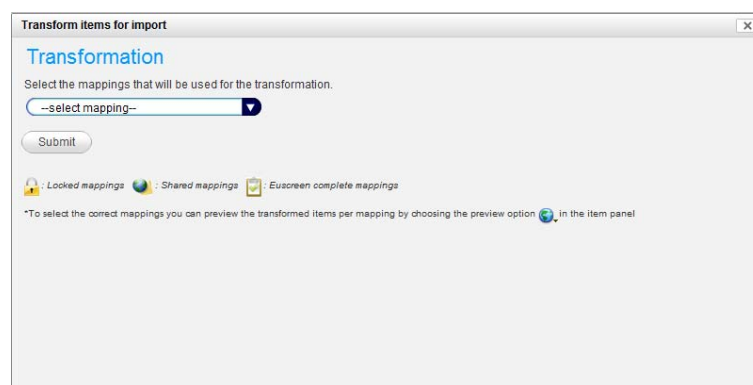 Transform items for import
Transformation
Select the mappings that will be used for the transformation.
--select mapping--
Submit
: Locked mappings : Shared mappings : Euscreen complete mappings
*To select the correct mappings you can preview the transformed items per mapping by choosing the preview option in the item panel